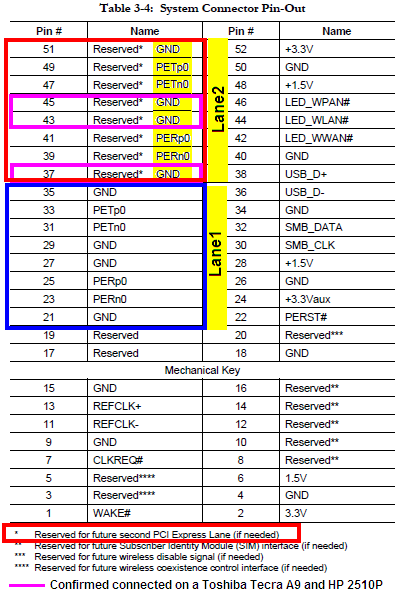 Table 3-4: System Connector Pin-Out
Pin # Name Pin # Name
51 Reserved* GND 52 +3.3V
49 Reserved* PETp0 50 GND
47 Reserved* PETn0 48 +1.5V
45 Reserved* GND 46 LED_WPAN#
43 Reserved* GND 44 LED_WLAN#
41 Reserved* PERp0 42 LED_WWAN#
39 Reserved* PERn0 40 GND
37 Reserved* GND 38 USB_D+
Lane2
35 GND 36 USB_D-
33 PETp0 34 GND
31 PETn0 32 SMB_DATA
29 GND 30 SMB_CLK
27 GND 28 +1.5V
25 PERp0 26 GND
23 PERn0 24 +3.3Vaux
21 GND 22 PERST#
Lane1
19 Reserved 20 Reserved***
17 Reserved 18 GND
Mechanical Key
15 GND 16 Reserved**
13 REFCLK+ 14 Reserved**
11 REFCLK- 12 Reserved**
9 GND 10 Reserved**
7 CLKREQ# 8 Reserved**
5 Reserved**** 6 1.5V
3 Reserved**** 4 GND
1 WAKE# 2 3.3V
* Reserved for future second PCI Express Lane (if needed)
** Reserved for future Subscriber Identity Module (SIM) interface (if needed)
*** Reserved for future wireless disable signal (if needed)
**** Reserved for future wireless coexistence control interface (if needed)
Confirmed connected on a Toshiba Tecra A9 and HP 2510P